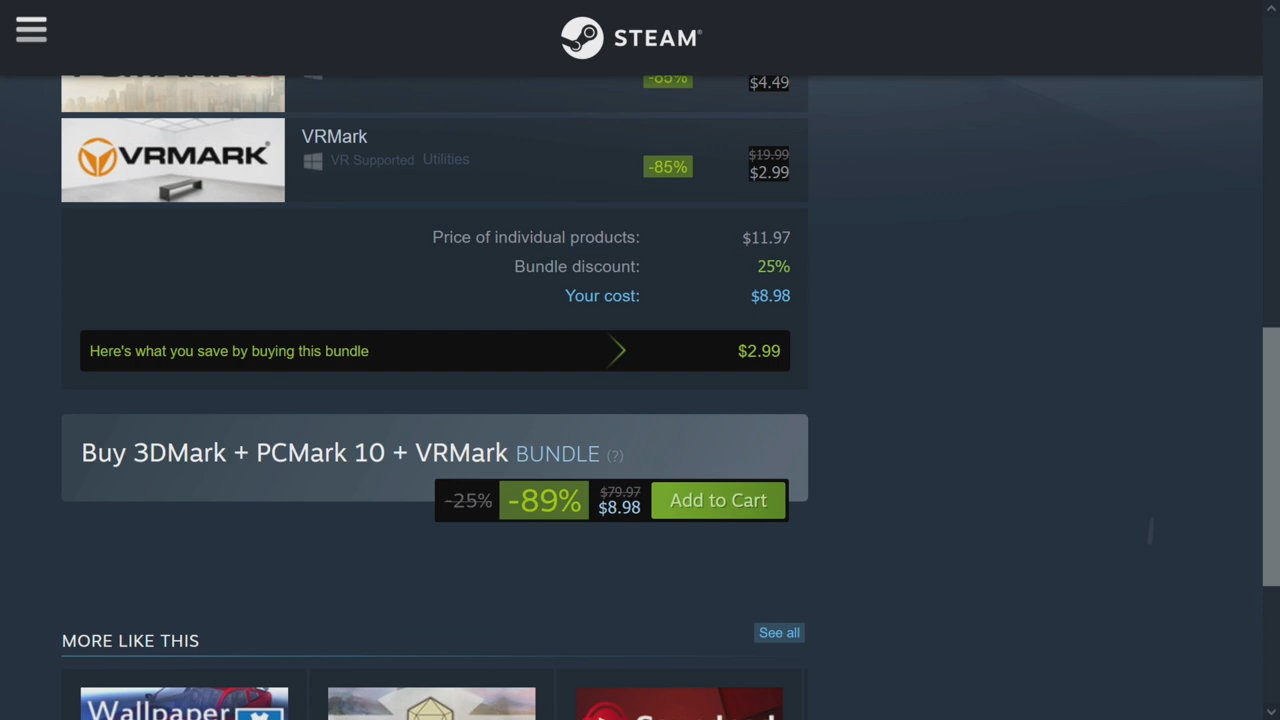 STEAM®
-85%
$4.49
VRMARK
VRMark
VR Supported Utilities
-85%
$19.99
$2.99
Price of individual products: $11.97
Bundle discount: 25%
Your cost: $8.98
Here's what you save by buying this bundle $2.99
Buy 3DMark + PCMark 10 + VRMark BUNDLE (?)
-25% -89% $79.97 $8.98 Add to Cart
MORE LIKE THIS See all
Wallpaper